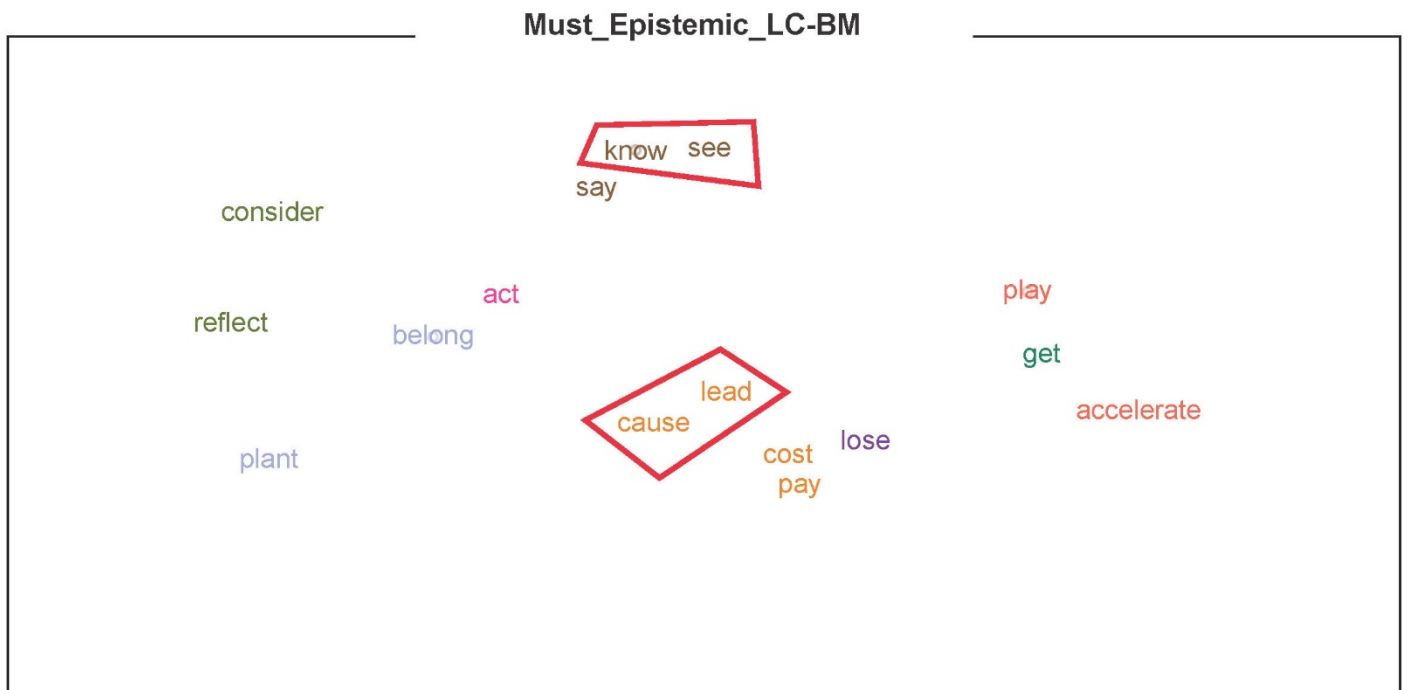 Must_Epistemic_LC-BM
know see
say
consider
act
play
reflect
belong
get
lead
accelerate
cause
lose
cost
plant
pay